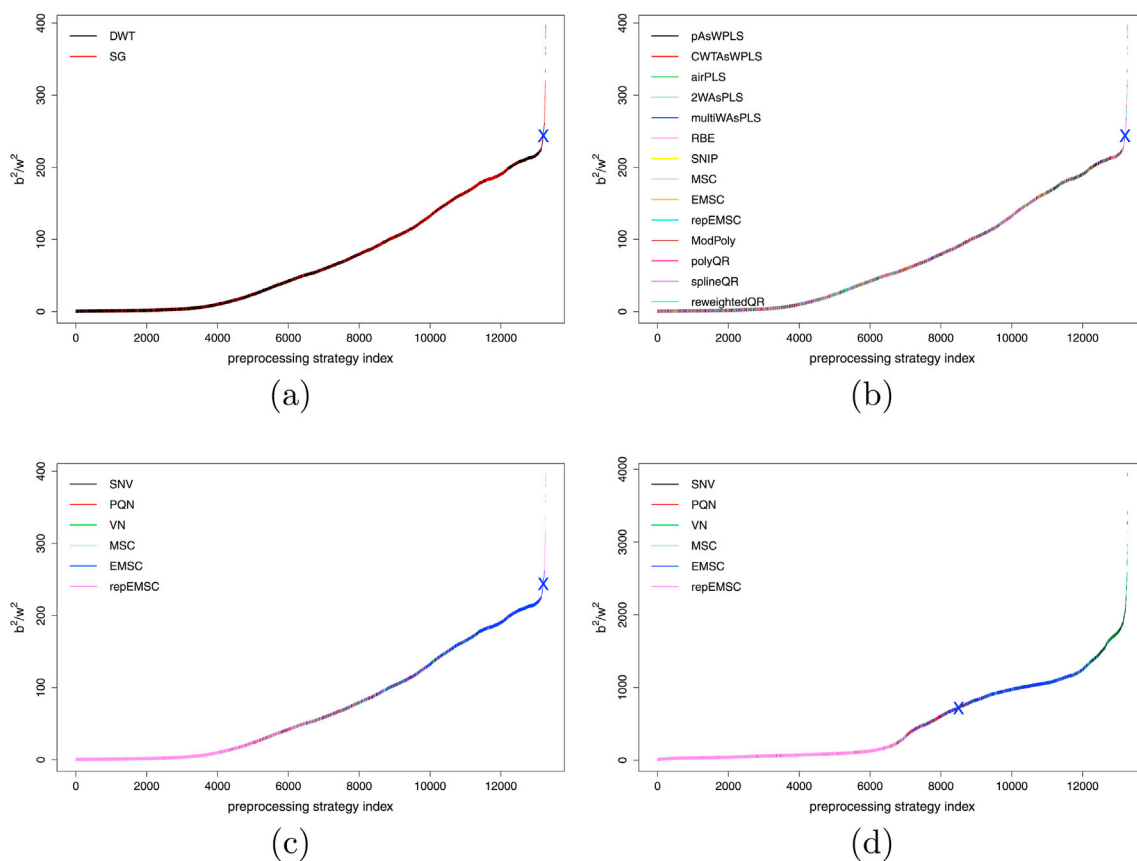 400
300
200
100
0
b²/w²
DWT
SG
0 2000 4000 6000 8000 10000 12000
preprocessing strategy index
(a)
400
300
200
100
0
b²/w²
pAsWPLS
CWTAsWPLS
airPLS
2WAsPLS
multiWAsPLS
RBE
SNIP
MSC
EMSC
repEMSC
ModPoly
polyQR
splineQR
reweightedQR
0 2000 4000 6000 8000 10000 12000
preprocessing strategy index
(b)
400
300
200
100
0
b²/w²
SNV
PQN
VN
MSC
EMSC
repEMSC
0 2000 4000 6000 8000 10000 12000
preprocessing strategy index
(c)
4000
3000
2000
1000
0
b²/w²
SNV
PQN
VN
MSC
EMSC
repEMSC
0 2000 4000 6000 8000 10000 12000
preprocessing strategy index
(d)